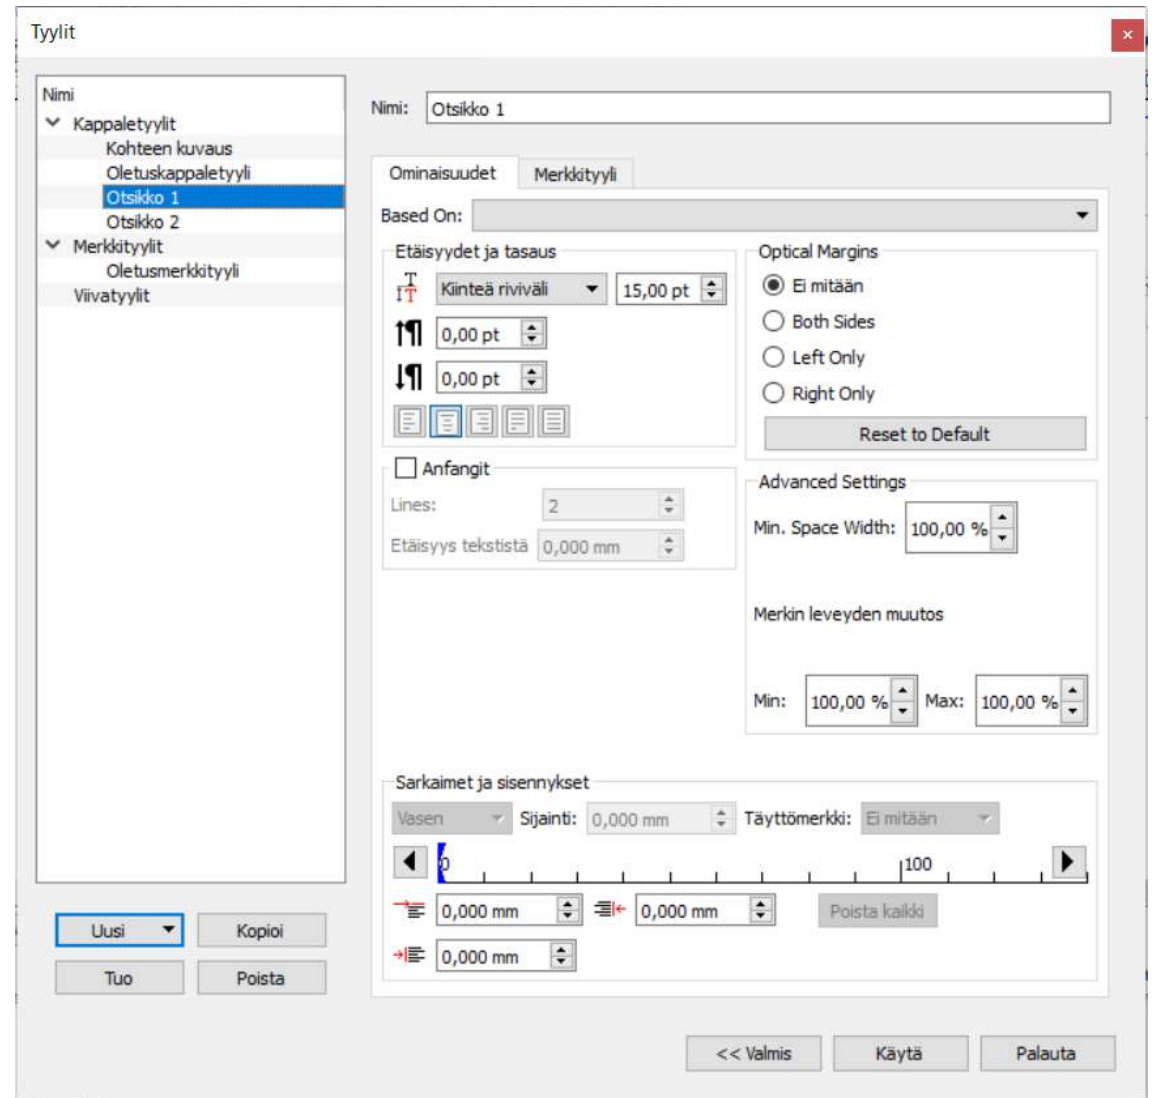 Tyylit
Nimi
Kappaletyylit
Kohteen kuvaus
Oletuskappaletyyli
Otsikko 1
Otsikko 2
Merkkityylit
Oletusmerkkityyli
Viivatyylit
Uusi
Kopioi
Tuo
Poista
Nimi: Otsikko 1
Ominaisuudet Merkkityyli
Based On:
Etäisyydet ja tasaus
Kiinteä riviväli 15,00 pt
0,00 pt
0,00 pt
Anfangit
Lines: 2
Etäisyys tekstistä 0,000 mm
Optical Margins
Ei mitään
Both Sides
Left Only
Right Only
Reset to Default
Advanced Settings
Min. Space Width: 100,00 %
Merkin leveyden muutos
Min: 100,00 % Max: 100,00 %
Sarkaimet ja sisennykset
Vasen Sijainti: 0,000 mm Täyttömerkki: Ei mitään
0 100
0,000 mm 0,000 mm Poista kaikki
0,000 mm
<< Valmis Käytä Palauta